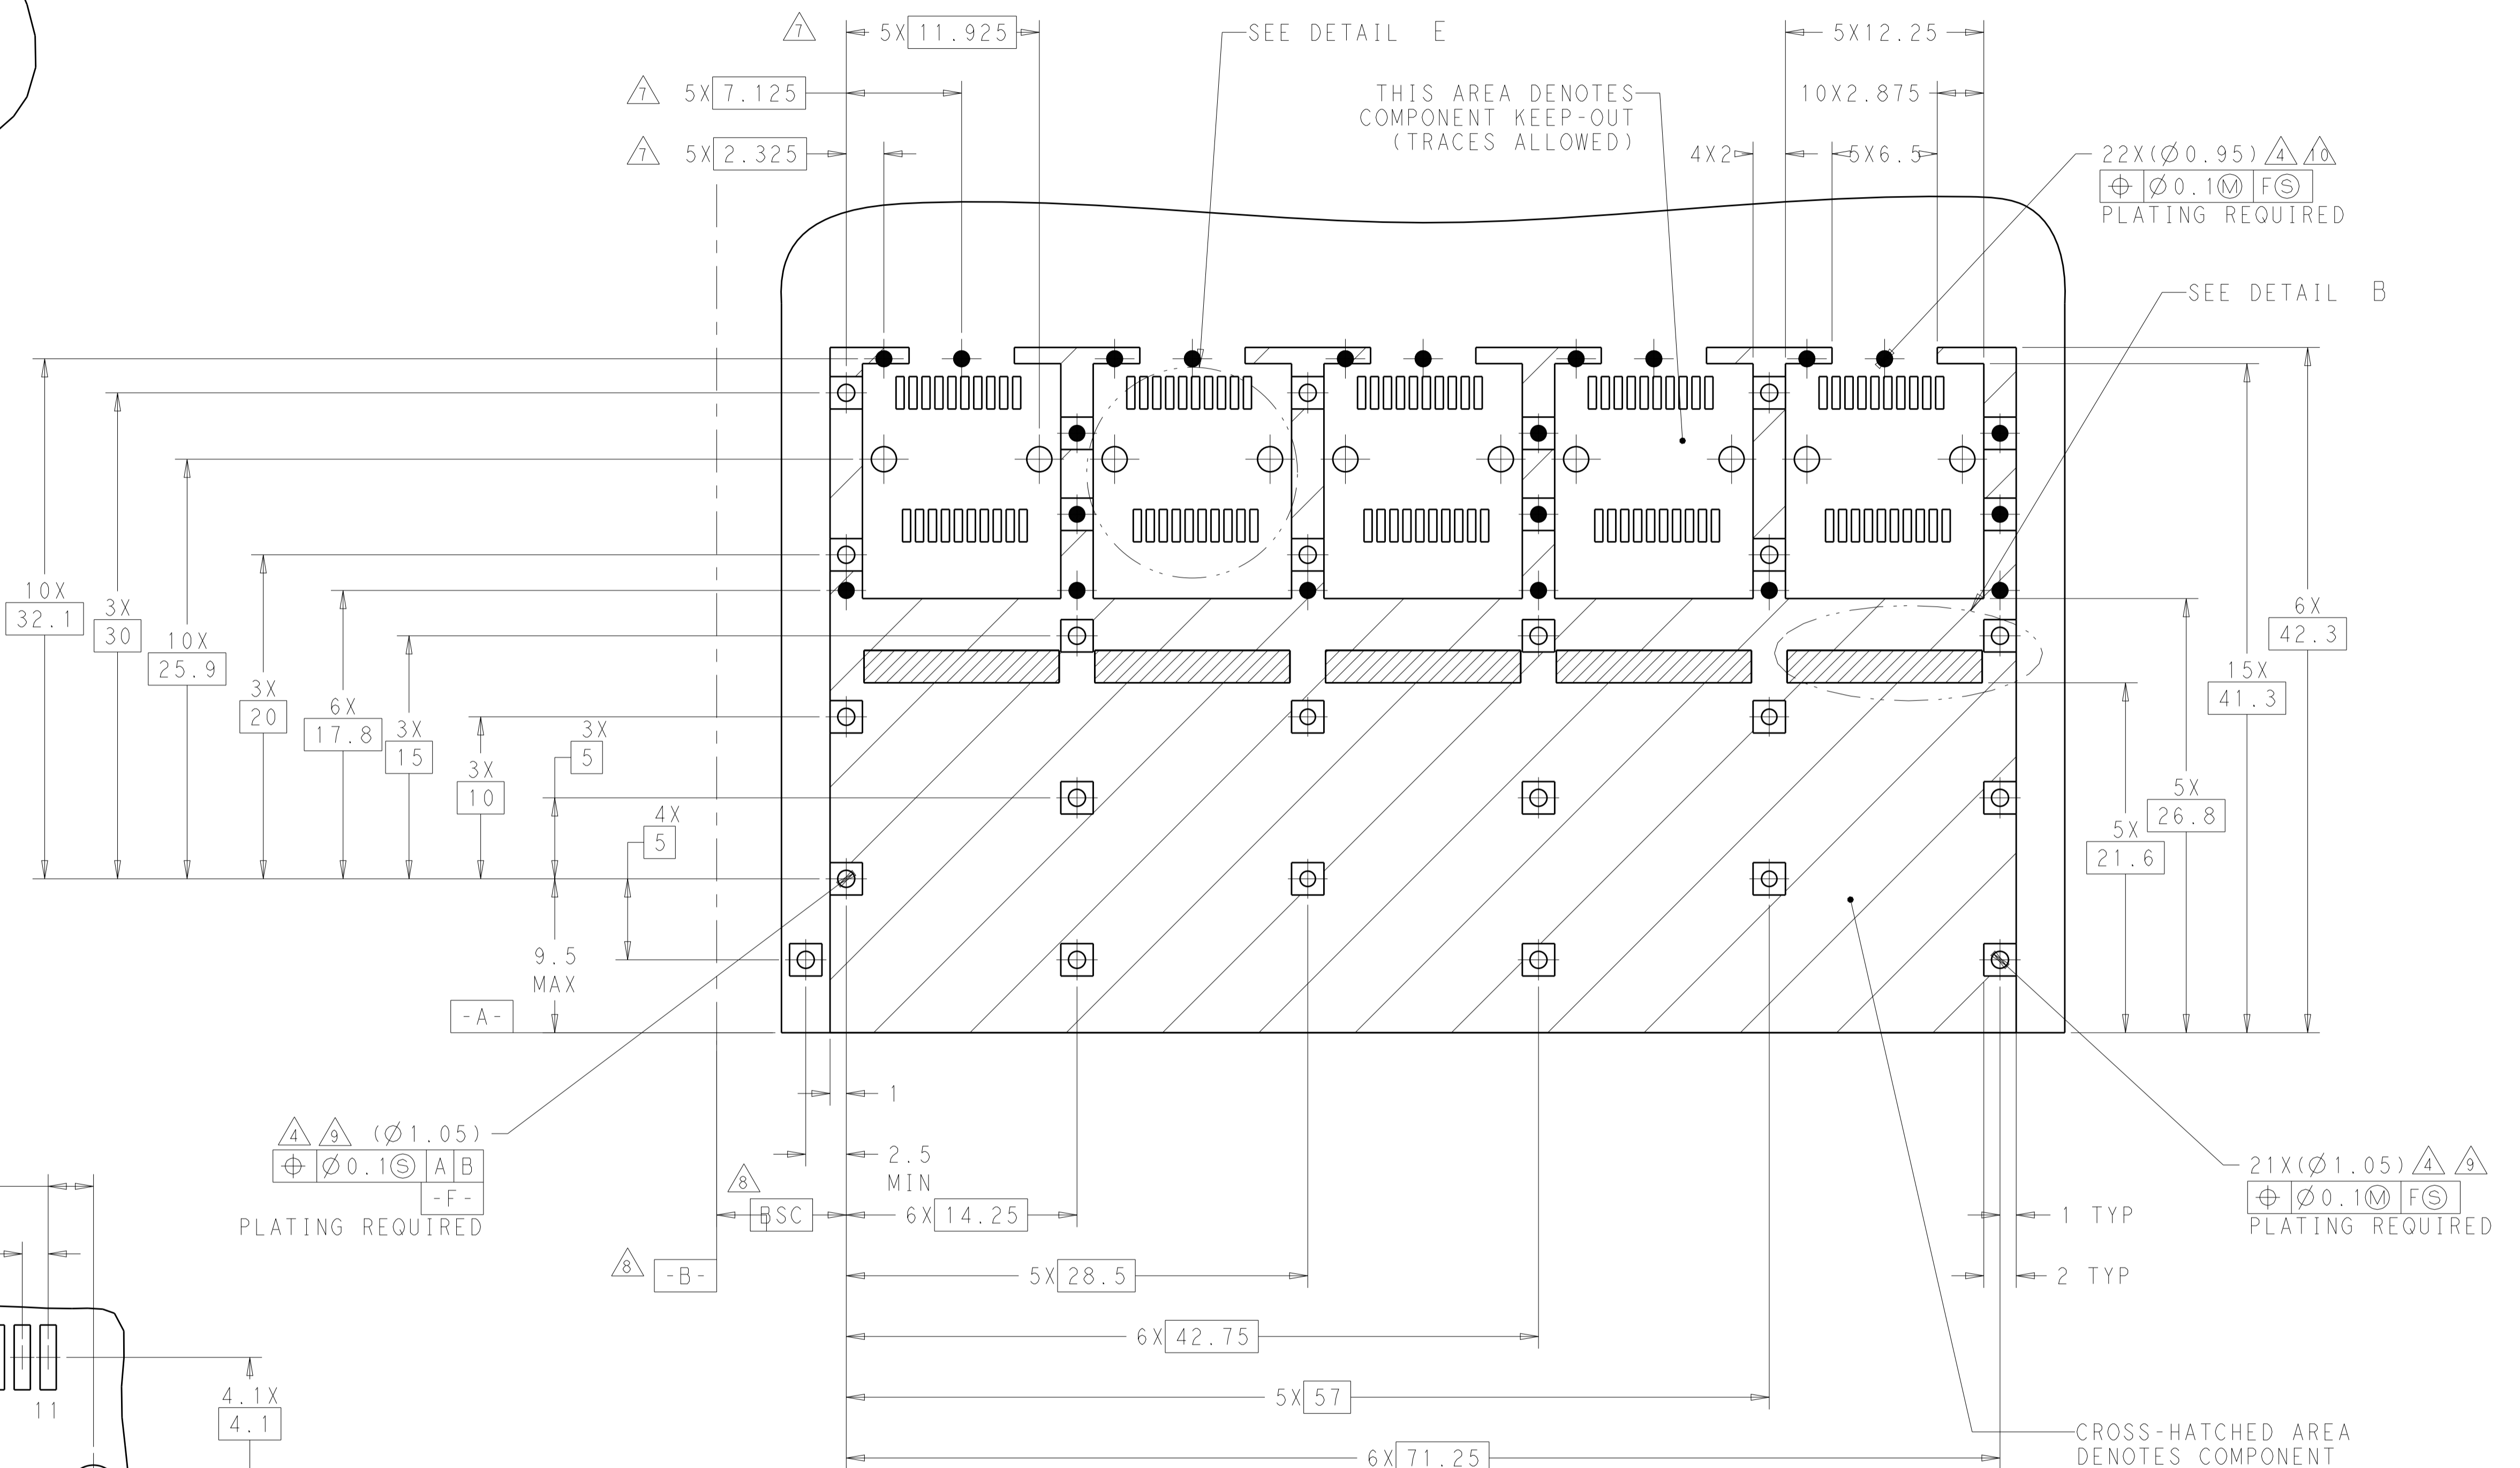 7 5X 11.925
SEE DETAIL E
5X12.25
7 5X 7.125
THIS AREA DENOTES
COMPONENT KEEP-OUT
(TRACES ALLOWED)
10X2.875
7 5X 2.325
4X2
5X6.5
22X(Ø0.95) 4 10
⌖ Ø0.1Ⓜ FⓈ
PLATING REQUIRED
SEE DETAIL B
10X
32.1
3X
30
10X
25.9
3X
20
6X
17.8
3X
15
3X
10
3X
5
4X
5
9.5
MAX
-A-
6X
42.3
15X
41.3
5X
26.8
5X
21.6
1
4 9 (Ø1.05)
⌖ Ø0.1Ⓢ A B
-F-
PLATING REQUIRED
2.5
MIN
8
BSC
6X 14.25
8 -B-
5X 28.5
6X 42.75
5X 57
6X 71.25
21X(Ø1.05) 4 9
⌖ Ø0.1Ⓜ FⓈ
PLATING REQUIRED
1 TYP
2 TYP
11
4.1X
4.1
CROSS-HATCHED AREA
DENOTES COMPONENT